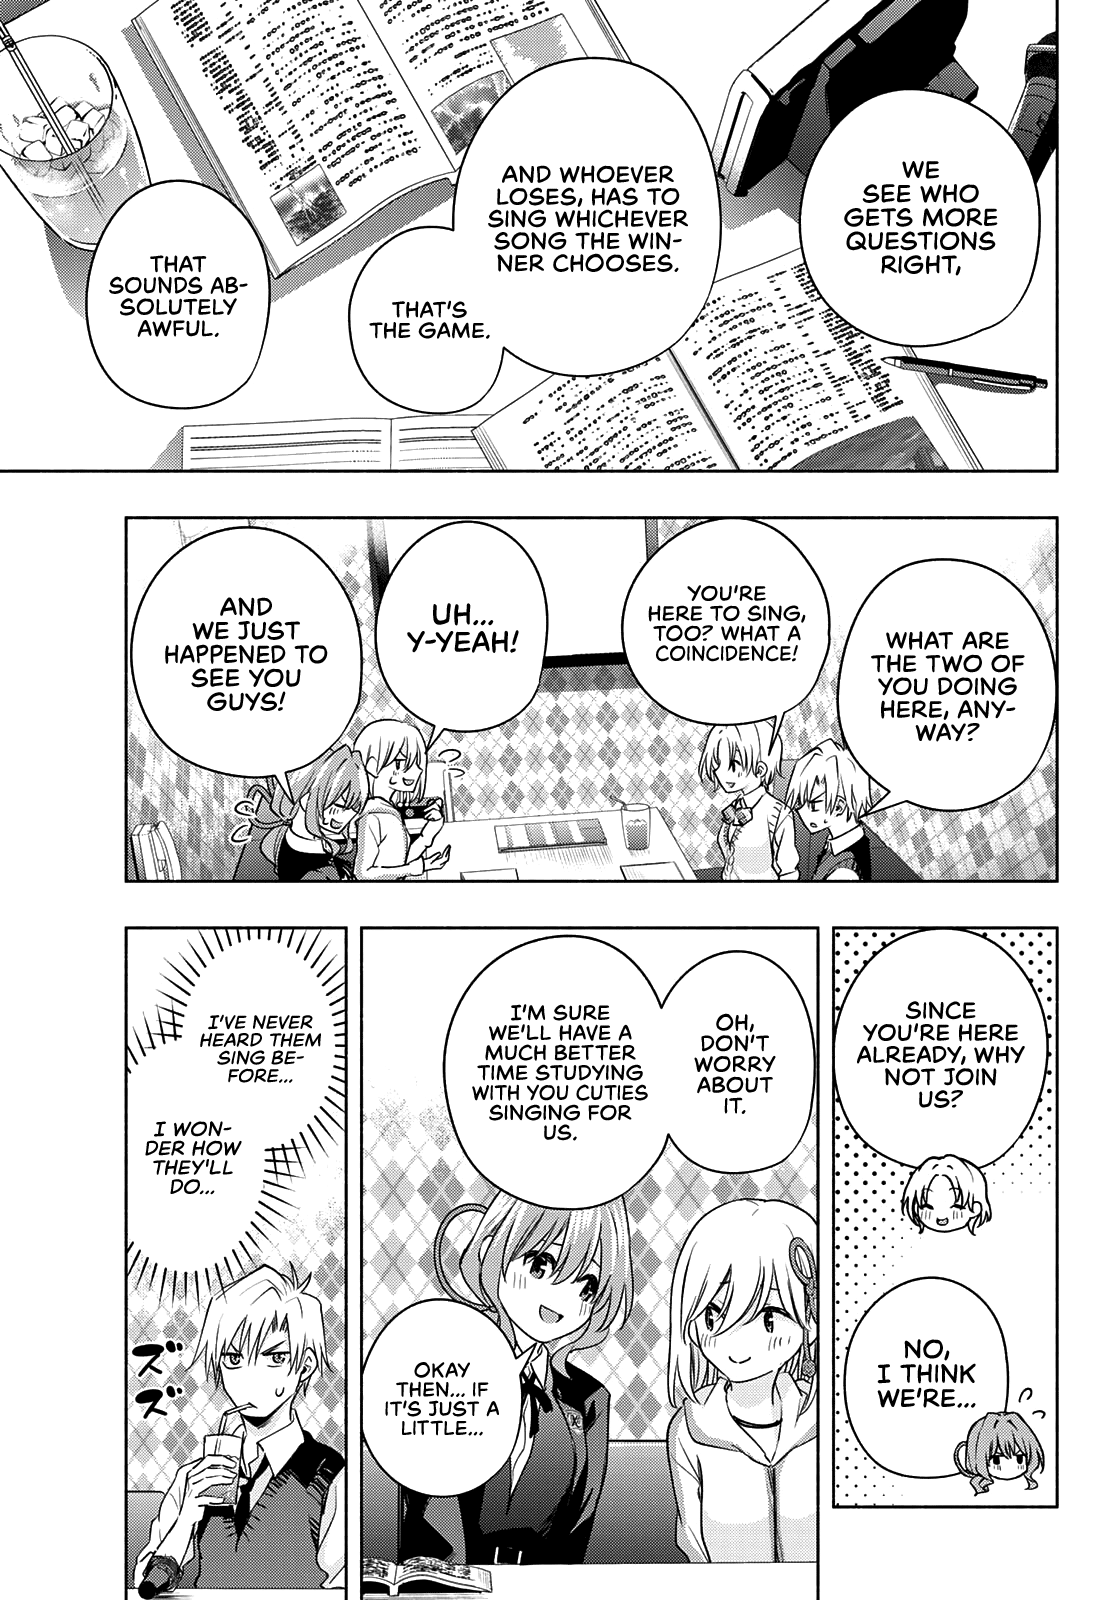 WE
SEE WHO
GETS MORE
QUESTIONS
RIGHT,
AND WHOEVER
LOSES, HAS TO
SING WHICHEVER
SONG THE WIN-
NER CHOOSES.
THAT'S
THE GAME.
THAT
SOUNDS AB-
SOLUTELY
AWFUL.
WHAT ARE
THE TWO OF
YOU DOING
HERE, ANY-
WAY?
YOU'RE
HERE TO SING,
TOO? WHAT A
COINCIDENCE!
UH...
Y-YEAH!
AND
WE JUST
HAPPENED TO
SEE YOU
GUYS!
SINCE
YOU'RE HERE
ALREADY, WHY
NOT JOIN
US?
NO,
I THINK
WE'RE...
OH,
DON'T
WORRY
ABOUT
IT.
I'M SURE
WE'LL HAVE A
MUCH BETTER
TIME STUDYING
WITH YOU CUTIES
SINGING FOR
US.
OKAY
THEN... IF
IT'S JUST A
LITTLE...
I'VE NEVER
HEARD THEM
SING BE-
FORE...
I WON-
DER HOW
THEY'LL
DO...
ズズ